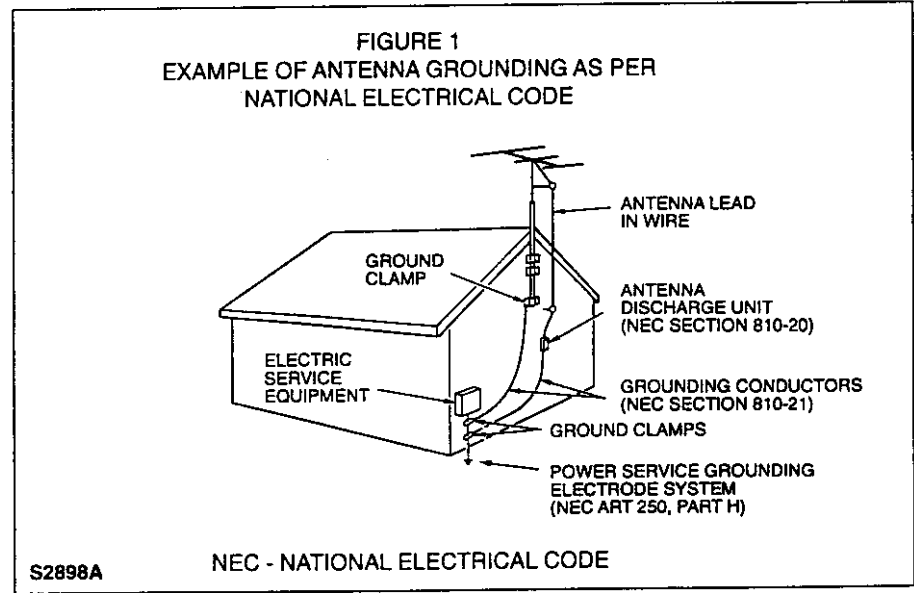 FIGURE 1
EXAMPLE OF ANTENNA GROUNDING AS PER
NATIONAL ELECTRICAL CODE
ANTENNA LEAD
IN WIRE
GROUND
CLAMP
ANTENNA
DISCHARGE UNIT
(NEC SECTION 810-20)
ELECTRIC
SERVICE
EQUIPMENT
GROUNDING CONDUCTORS
(NEC SECTION 810-21)
GROUND CLAMPS
POWER SERVICE GROUNDING
ELECTRODE SYSTEM
(NEC ART 250, PART H)
S2898A
NEC - NATIONAL ELECTRICAL CODE